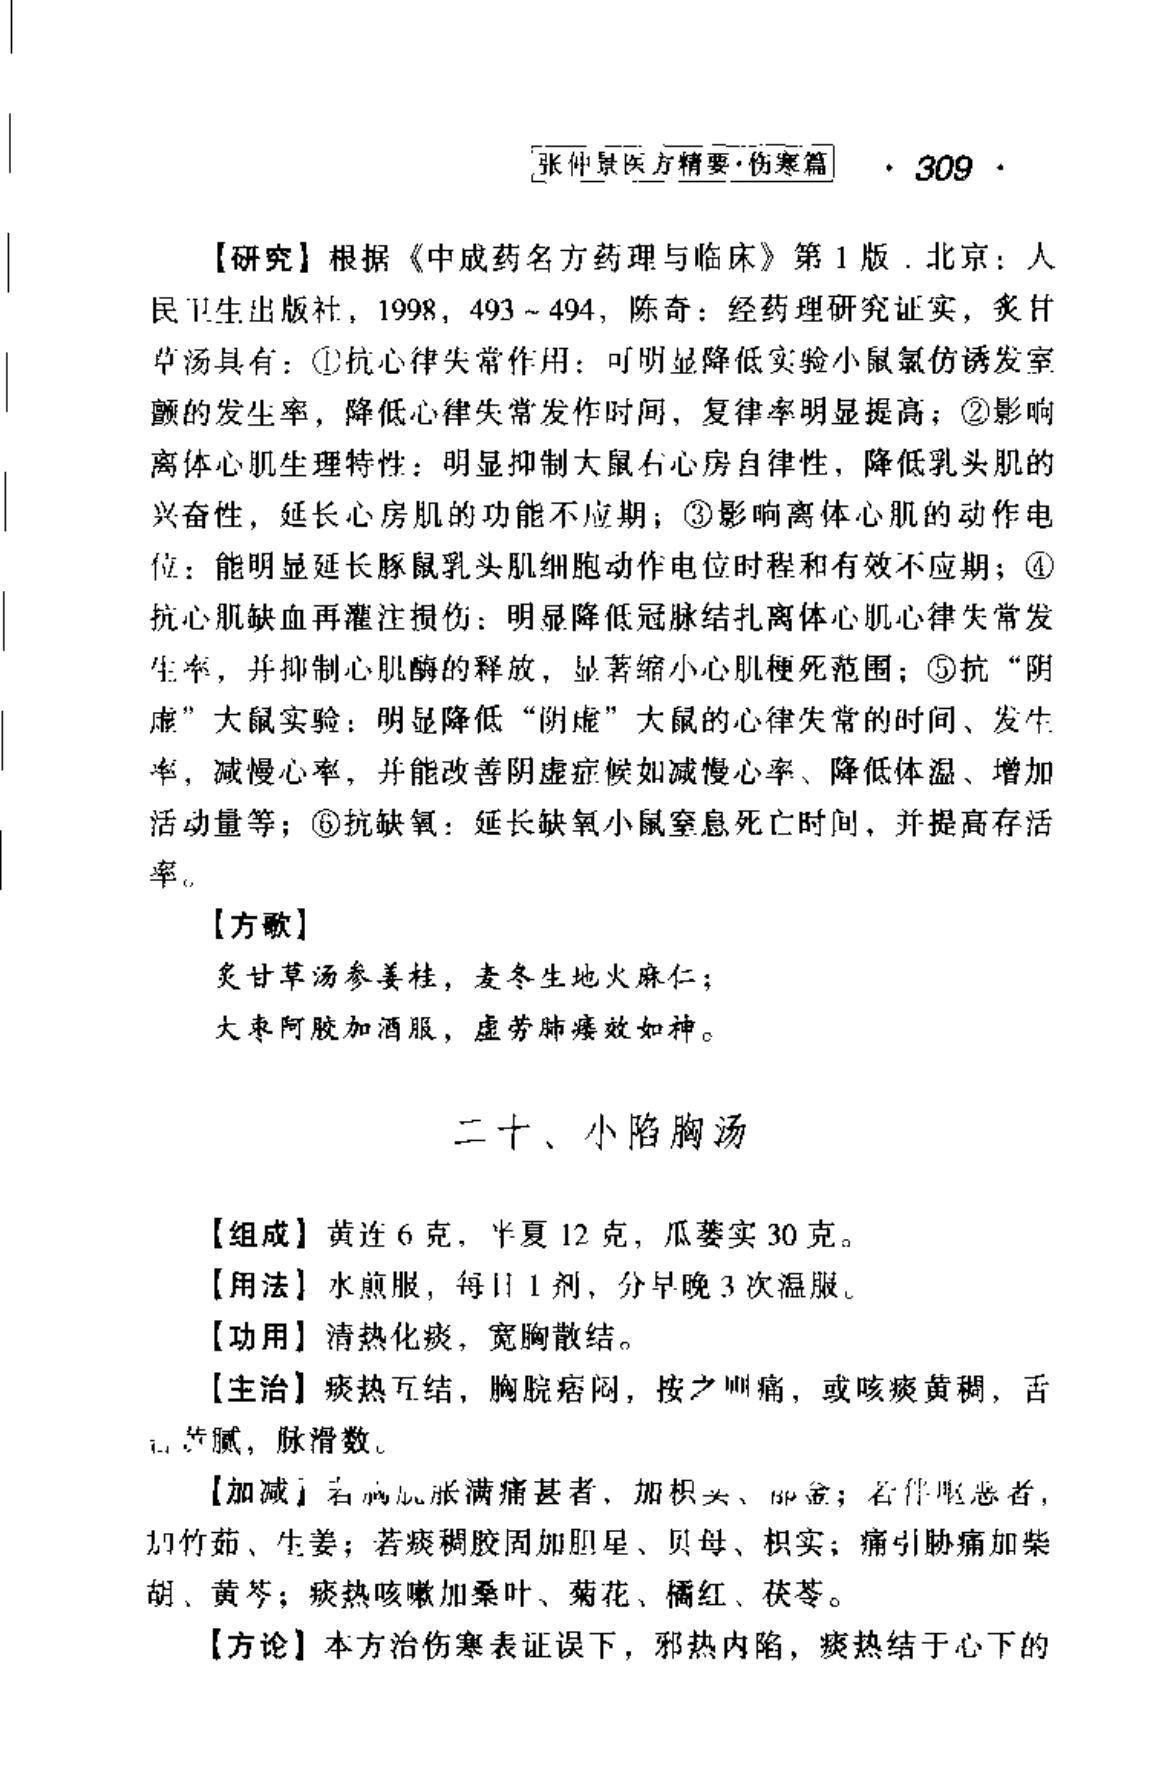 张仲景医方精要·伤寒篇 · 309 ·
【研究】根据《中成药名方药理与临床》第1版．北京：人
民卫生出版社，1998，493～494，陈奇：经药理研究证实，炙甘
草汤具有：①抗心律失常作用：可明显降低实验小鼠氯仿诱发室
颤的发生率，降低心律失常发作时间，复律率明显提高；②影响
离体心肌生理特性：明显抑制大鼠右心房自律性，降低乳头肌的
兴奋性，延长心房肌的功能不应期；③影响离体心肌的动作电
位：能明显延长豚鼠乳头肌细胞动作电位时程和有效不应期；④
抗心肌缺血再灌注损伤：明显降低冠脉结扎离体心肌心律失常发
生率，并抑制心肌酶的释放，显著缩小心肌梗死范围；⑤抗“阴
虚”大鼠实验：明显降低“阴虚”大鼠的心律失常的时间、发生
率，减慢心率，并能改善阴虚症候如减慢心率、降低体温、增加
活动量等；⑥抗缺氧：延长缺氧小鼠窒息死亡时间，并提高存活
率。
【方歌】
炙甘草汤参姜桂，麦冬生地火麻仁；
大枣阿胶加酒服，虚劳肺痿效如神。
二十、小陷胸汤
【组成】黄连6克，半夏12克，瓜蒌实30克。
【用法】水煎服，每日1剂，分早晚3次温服。
【功用】清热化痰，宽胸散结。
【主治】痰热互结，胸脘痞闷，按之则痛，或咳痰黄稠，舌
苔黄腻，脉滑数。
【加减】若胸脘胀满痛甚者，加枳实、郁金；若伴呕恶者，
加竹茹、生姜；若痰稠胶固加胆星、贝母、枳实；痛引胁痛加柴
胡、黄芩；痰热咳嗽加桑叶、菊花、橘红、茯苓。
【方论】本方治伤寒表证误下，邪热内陷，痰热结于心下的